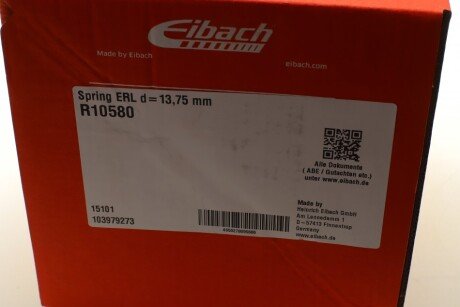 Eibach
Made by Eibach
eibach.com
Spring ERL d=13,75 mm
R10580
Alle Dokumente
( ABE / Gutachten etc.)
unter www.eibach.de
15101
103979273
Made by
Heinrich Eibach GmbH
Am Lennedamm 1
D-57413 Finnentrop
Germany
www.eibach.de